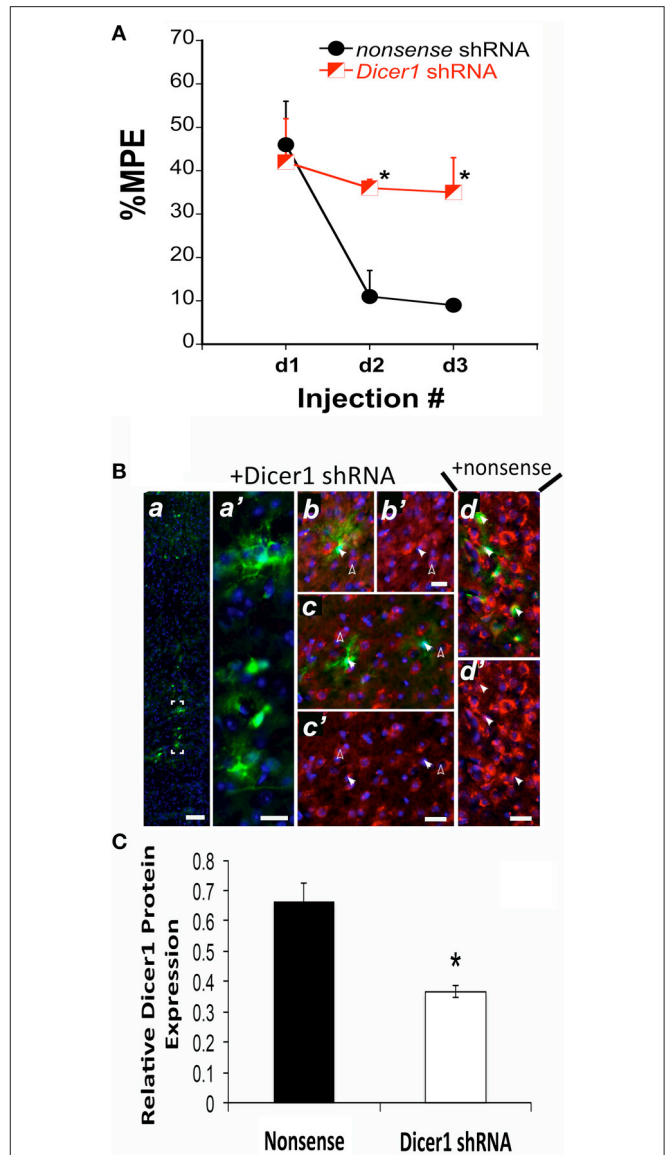 A
70
60
50
40
30
20
10
0
%MPE
nonsense shRNA
Dicer1 shRNA
*
*
d1 d2 d3
Injection #
B
+Dicer1 shRNA
+nonsense
a
a'
b
b'
c
c'
d
d'
C
Relative Dicer1 Protein
Expression
0.8
0.7
0.6
0.5
0.4
0.3
0.2
0.1
0
*
Nonsense Dicer1 shRNA